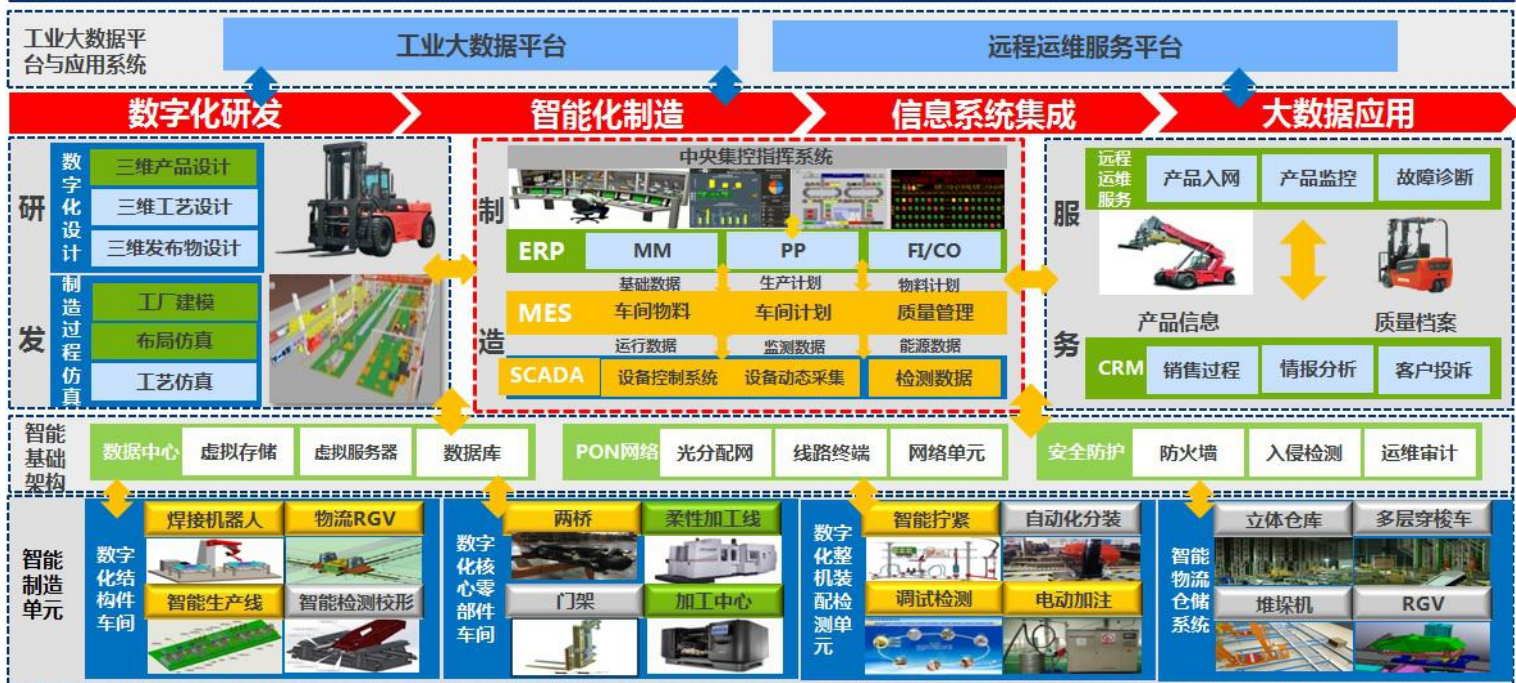 工业大数据平
台与应用系统
工业大数据平台
远程运维服务平台
数字化研发
智能化制造
信息系统集成
大数据应用
研发
数字化设计
三维产品设计
三维工艺设计
三维发布物设计
制造过程仿真
工厂建模
布局仿真
工艺仿真
制造
中央集控指挥系统
ERP
MM
PP
FI/CO
基础数据
生产计划
物料计划
MES
车间物料
车间计划
质量管理
运行数据
监测数据
能源数据
SCADA
设备控制系统
设备动态采集
检测数据
服务
远程
运维
服务
产品入网
产品监控
故障诊断
产品信息
质量档案
CRM
销售过程
情报分析
客户投诉
智能
基础
架构
数据中心
虚拟存储
虚拟服务器
数据库
PON网络
光分配网
线路终端
网络单元
安全防护
防火墙
入侵检测
运维审计
智能
制造
单元
数字
化结
构件
车间
焊接机器人
物流RGV
智能生产线
智能检测校形
数字
化核
心零
部件
车间
两桥
柔性加工线
门架
加工中心
数字
化整
机装
配检
测单
元
智能拧紧
自动化分装
调试检测
电动加注
智能
物流
仓储
系统
立体仓库
多层穿梭车
堆垛机
RGV